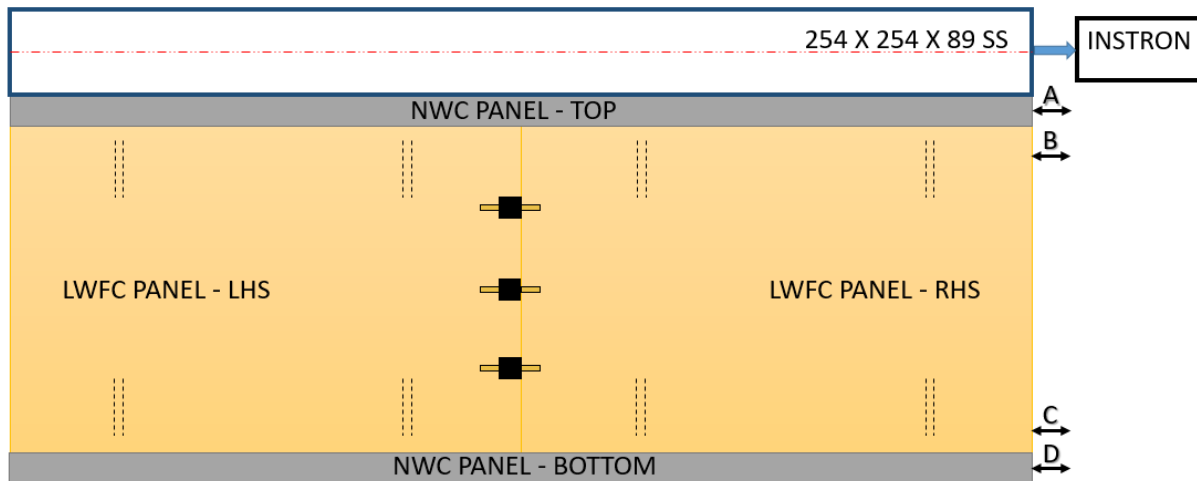 254 X 254 X 89 SS
INSTRON
NWC PANEL - TOP
A
B
LWFC PANEL - LHS
LWFC PANEL - RHS
C
NWC PANEL - BOTTOM
D